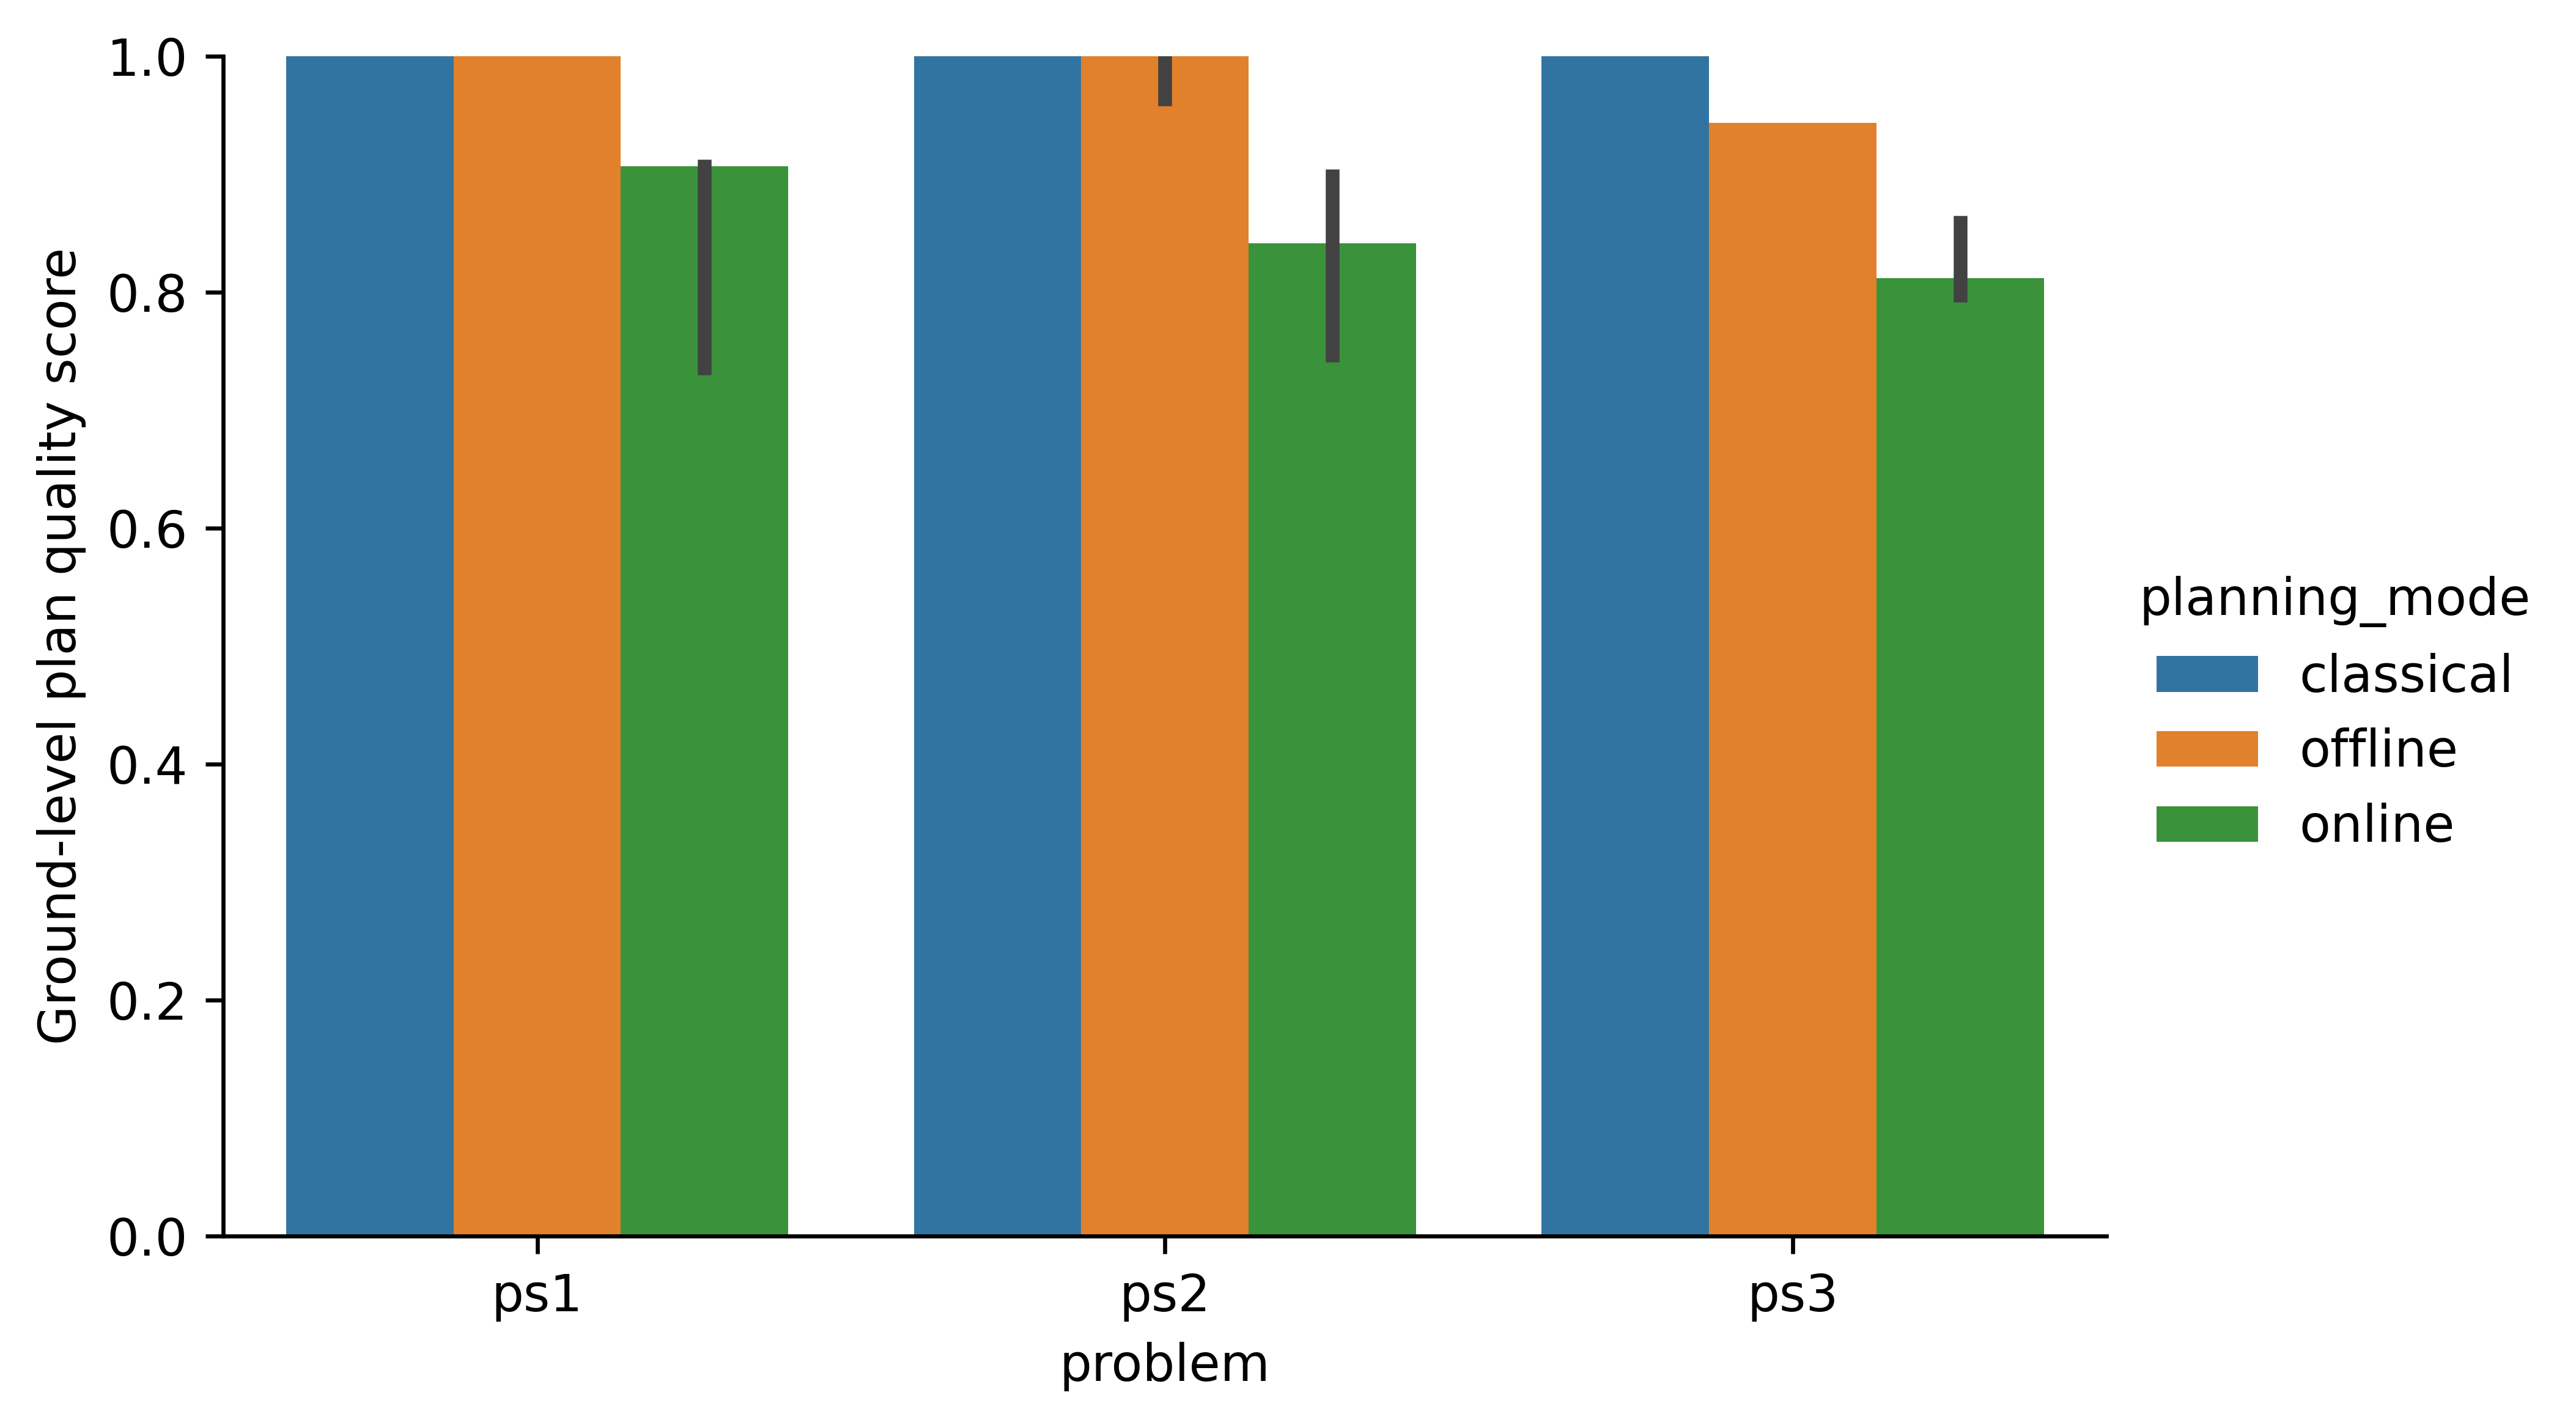 Ground-level plan quality score
1.0
0.8
0.6
0.4
0.2
0.0
ps1
ps2
ps3
problem
planning_mode
classical
offline
online